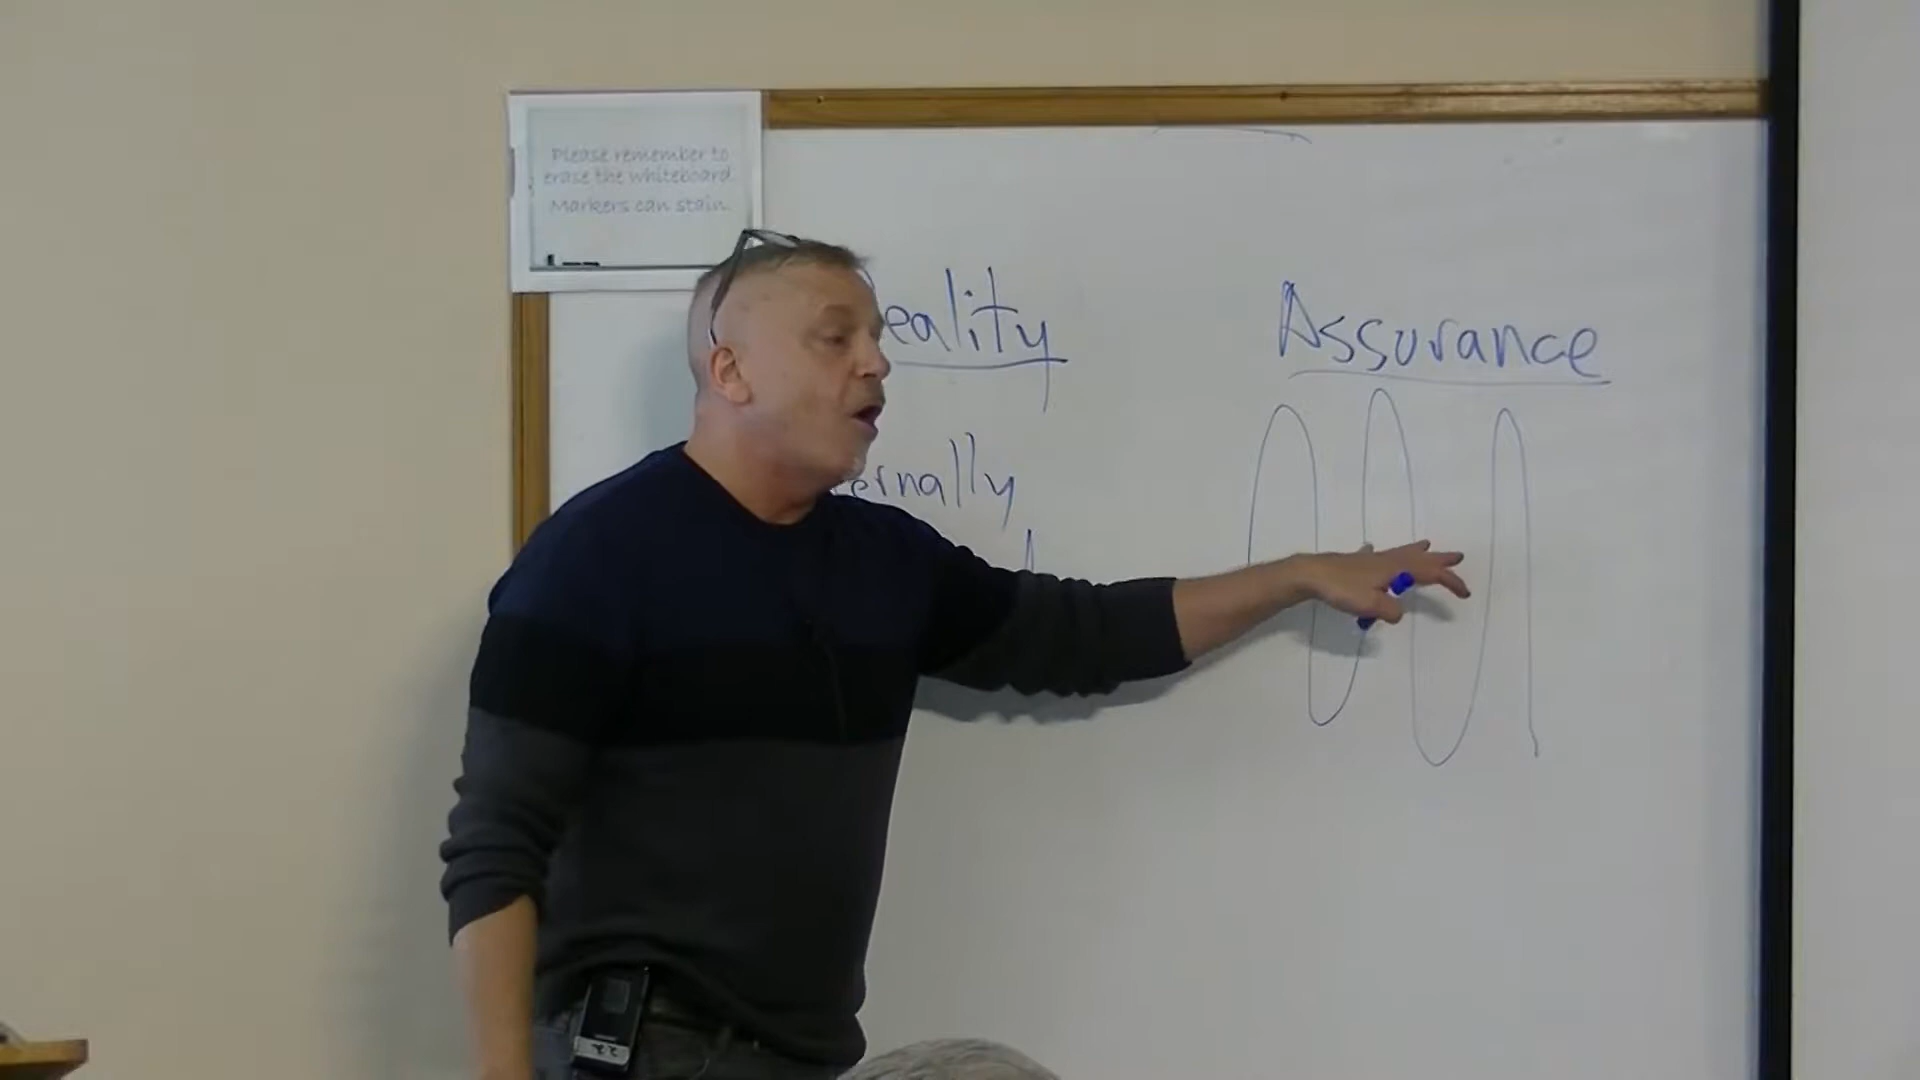 Please remember to
erase the whiteboard.
Markers can stain.
eality
Assurance
ernally